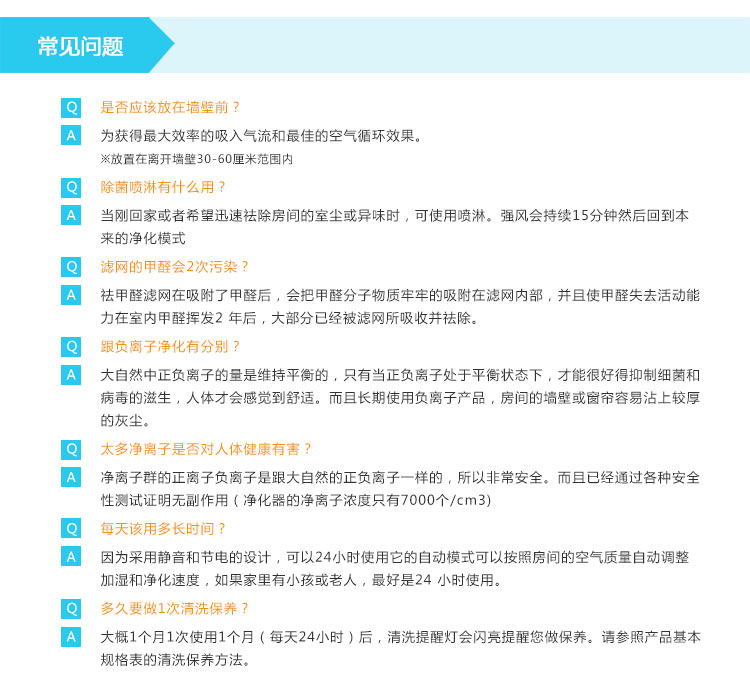 常见问题
Q 是否应该放在墙壁前？
A 为获得最大效率的吸入气流和最佳的空气循环效果。
※放置在离开墙壁30-60厘米范围内
Q 除菌喷淋有什么用？
A 当刚回家或者希望迅速祛除房间的室尘或异味时，可使用喷淋。强风会持续15分钟然后回到本
来的净化模式
Q 滤网的甲醛会2次污染？
A 祛甲醛滤网在吸附了甲醛后，会把甲醛分子物质牢牢的吸附在滤网内部，并且使甲醛失去活动能
力在室内甲醛挥发2 年后，大部分已经被滤网所吸收并祛除。
Q 跟负离子净化有分别？
A 大自然中正负离子的量是维持平衡的，只有当正负离子处于平衡状态下，才能很好得抑制细菌和
病毒的滋生，人体才会感觉到舒适。而且长期使用负离子产品，房间的墙壁或窗帘容易沾上较厚
的灰尘。
Q 太多净离子是否对人体健康有害？
A 净离子群的正离子负离子是跟大自然的正负离子一样的，所以非常安全。而且已经通过各种安全
性测试证明无副作用（净化器的净离子浓度只有7000个/cm3)
Q 每天该用多长时间？
A 因为采用静音和节电的设计，可以24小时使用它的自动模式可以按照房间的空气质量自动调整
加湿和净化速度，如果家里有小孩或老人，最好是24 小时使用。
Q 多久要做1次清洗保养？
A 大概1个月1次使用1个月（每天24小时）后，清洗提醒灯会闪亮提醒您做保养。请参照产品基本
规格表的清洗保养方法。